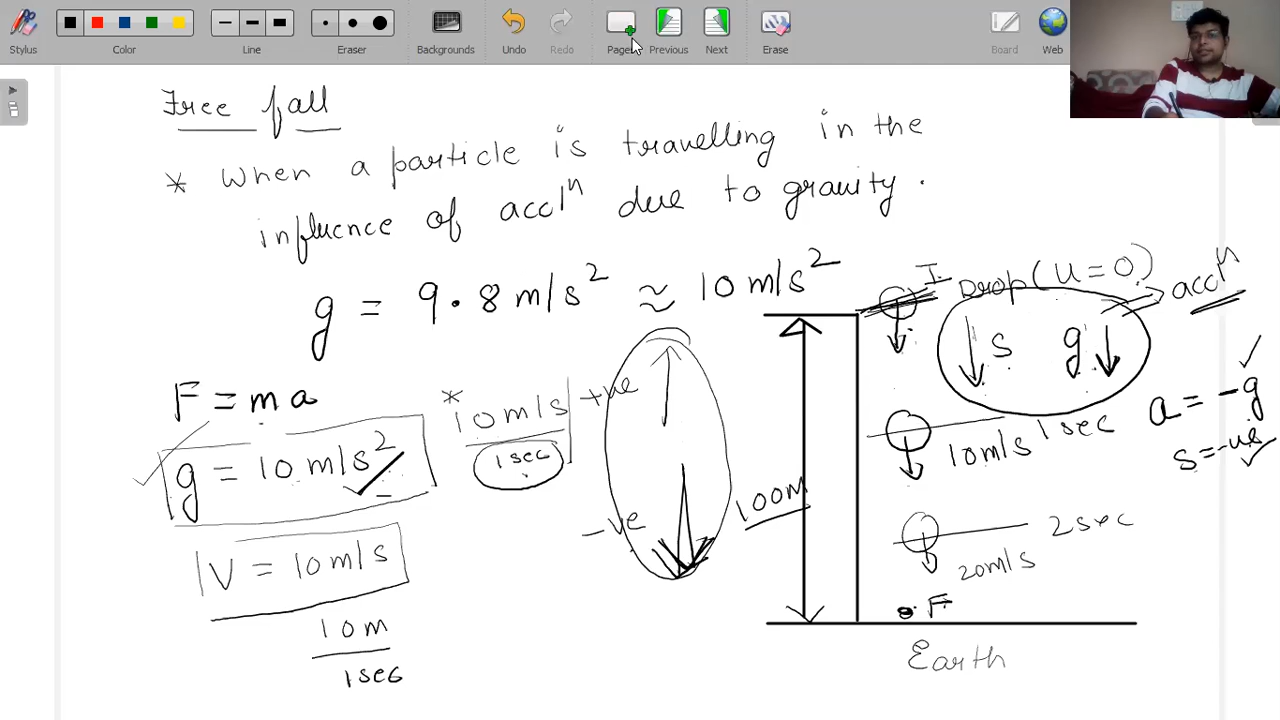 Stylus
Color
Line
Eraser
Backgrounds
Undo
Redo
Pages
Previous
Next
Erase
Board
Web
Free fall
* When a particle is travelling in the
influence of acclⁿ due to gravity.
g = 9.8 m/s² ≈ 10 m/s²
I Drop (u=0)
acclⁿ
↓ s g ↓
F = ma
* 10 m/s
1 sec
+ve
-ve
g = 10 m/s²
V = 10 m/s
10 m
1 sec
100m
10 m/s 1 sec
a = -g
s = -ve
2 sec
20 m/s
F
Earth